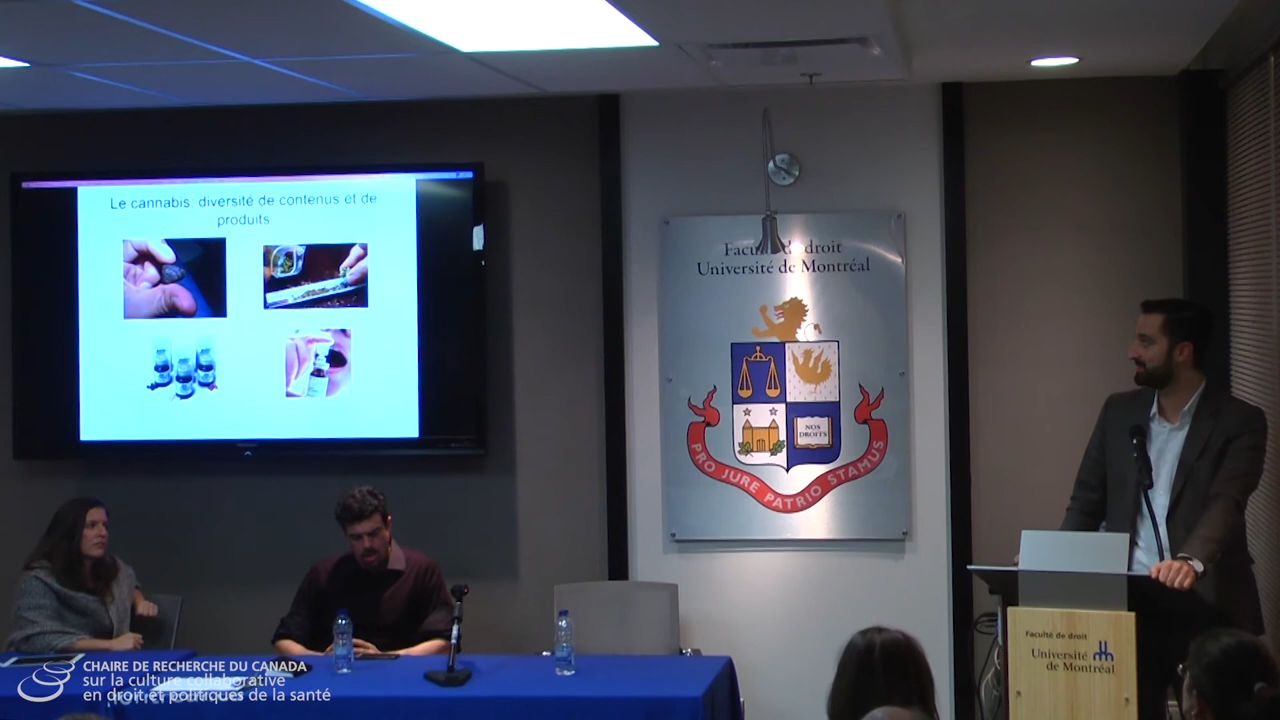 Le cannabis: diversité de contenus et de
produits
Faculté de droit
Université de Montréal
NOS
DROITS
PRO JURE PATRIO STAMUS
Faculté de droit
Université
de Montréal
CHAIRE DE RECHERCHE DU CANADA
sur la culture collaborative
en droit et politiques de la santé